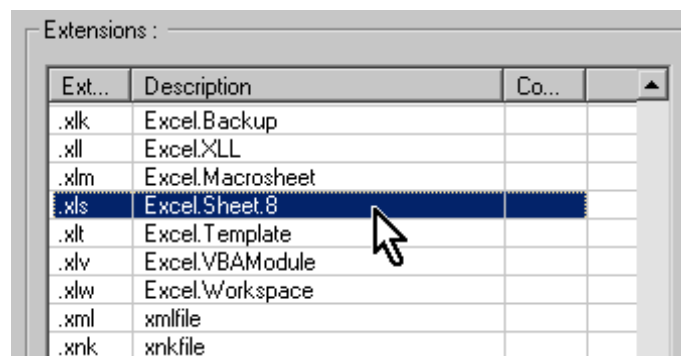 Extensions :
Ext... Description Co...
.xlk Excel.Backup
.xll Excel.XLL
.xlm Excel.Macrosheet
.xls Excel.Sheet.8
.xlt Excel.Template
.xlv Excel.VBAModule
.xlw Excel.Workspace
.xml xmlfile
.xnk xnkfile